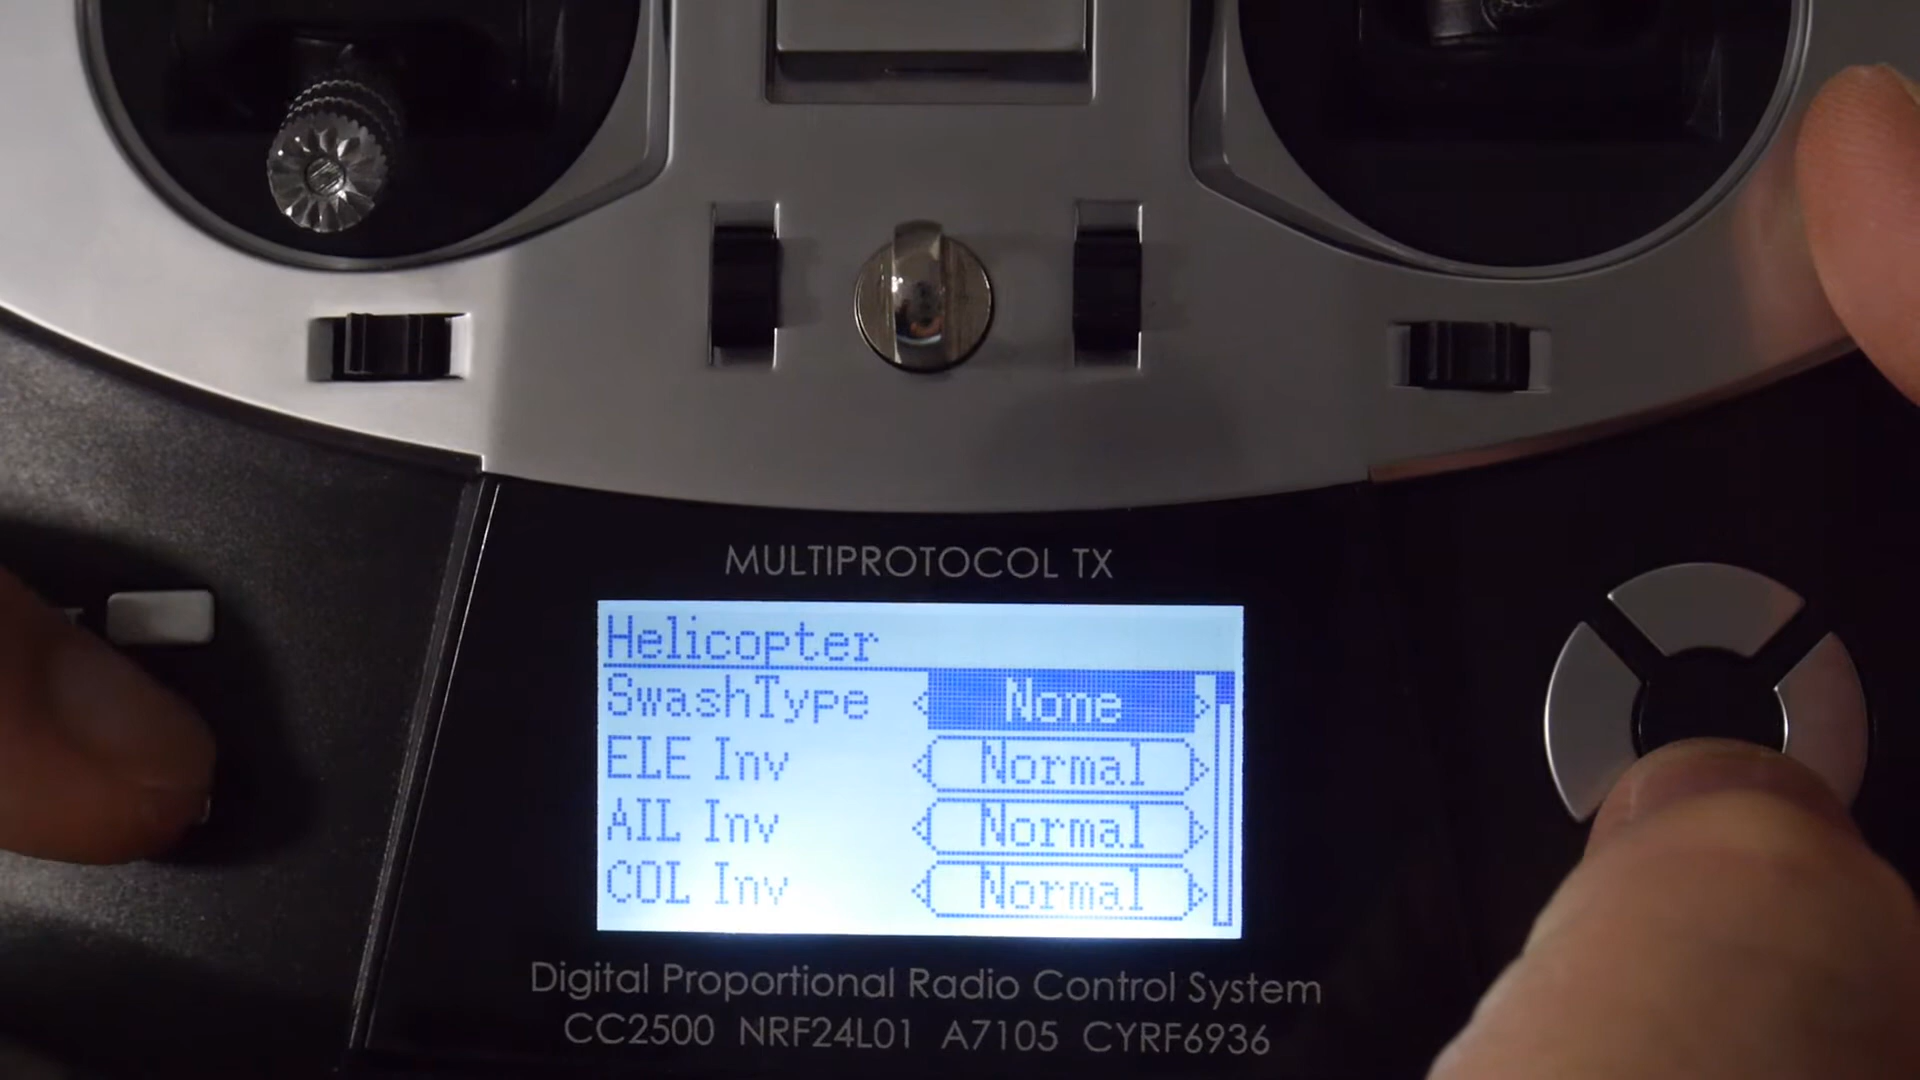 MULTIPROTOCOL TX
Helicopter
SwashType None
ELE Inv Normal
AIL Inv Normal
COL Inv Normal
Digital Proportional Radio Control System
CC2500 NRF24L01 A7105 CYRF6936